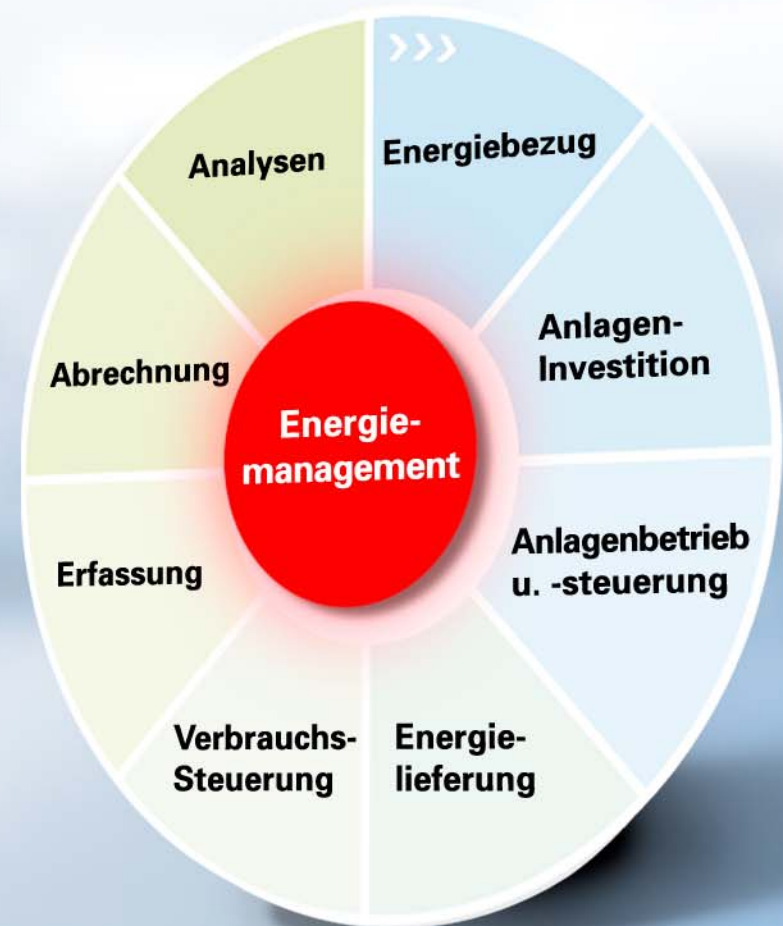 >>>
Energiebezug
Anlagen-
Investition
Anlagenbetrieb
u. -steuerung
Energie-
lieferung
Verbrauchs-
Steuerung
Erfassung
Abrechnung
Analysen
Energie-
management